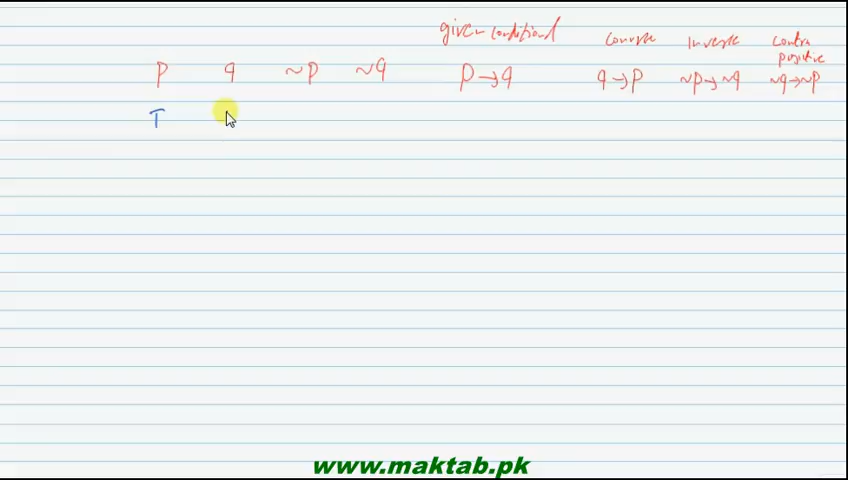 given conditional converse inverse contra
positive
p q ~p ~q p→q q→p ~p→~q ~q→~p
T
www.maktab.pk